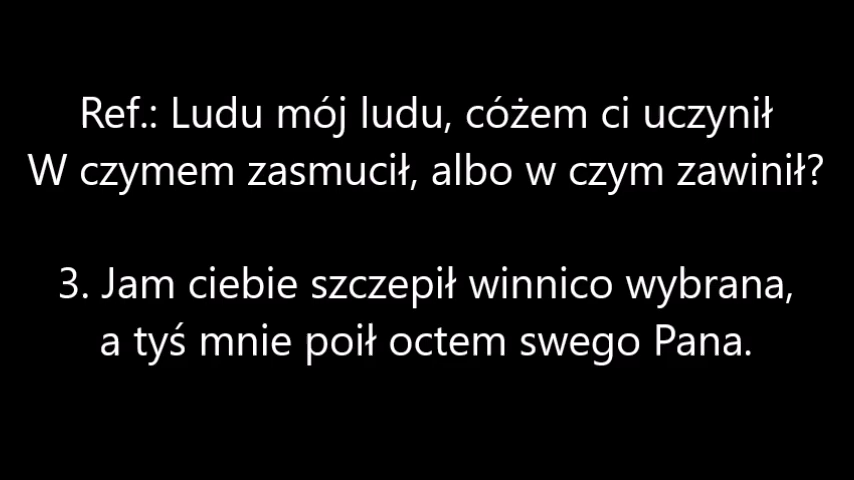 Ref.: Ludu mój ludu, cóżem ci uczynił
W czymem zasmucił, albo w czym zawinił?
3. Jam ciebie szczepił winnico wybrana,
a tyś mnie poił octem swego Pana.